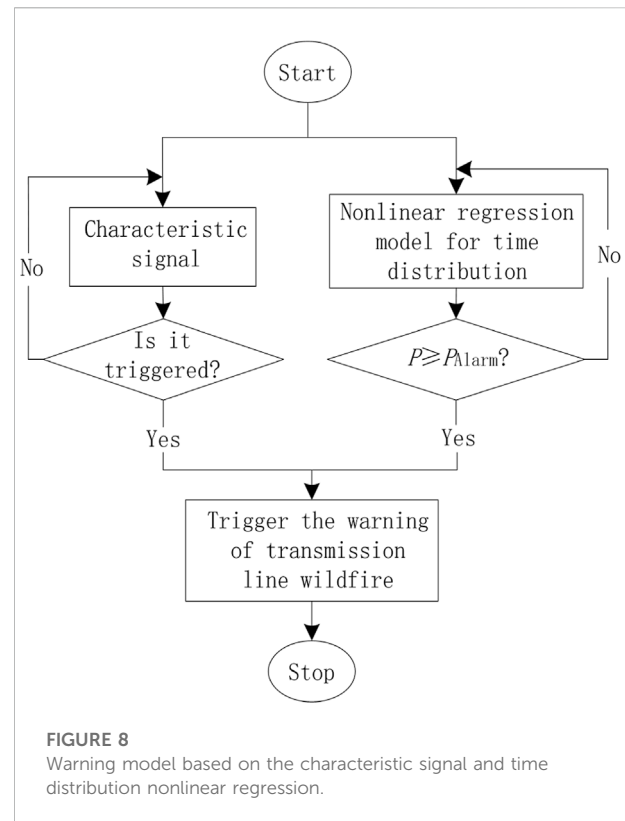 Start
Characteristic
signal
Nonlinear regression
model for time
distribution
No
No
Is it
triggered?
P≥PAlarm?
Yes
Yes
Trigger the warning
of transmission
line wildfire
Stop
FIGURE 8
Warning model based on the characteristic signal and time
distribution nonlinear regression.